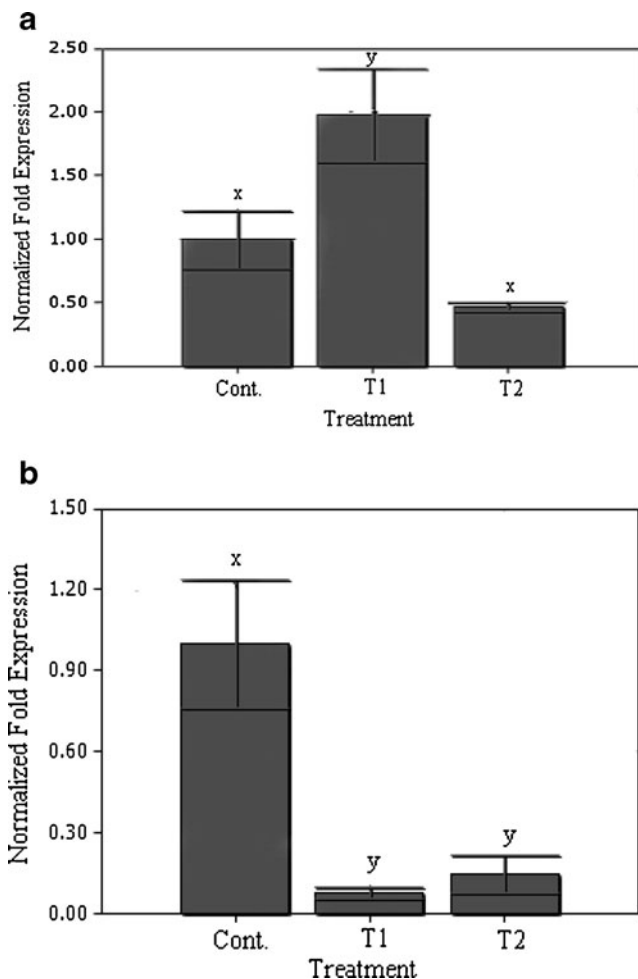 a
2.50
2.00
1.50
1.00
0.50
0.00
Normalized Fold Expression
x
y
x
Cont. T1 T2
Treatment
b
1.50
1.20
0.90
0.60
0.30
0.00
Normalized Fold Expression
x
y
y
Cont. T1 T2
Treatment